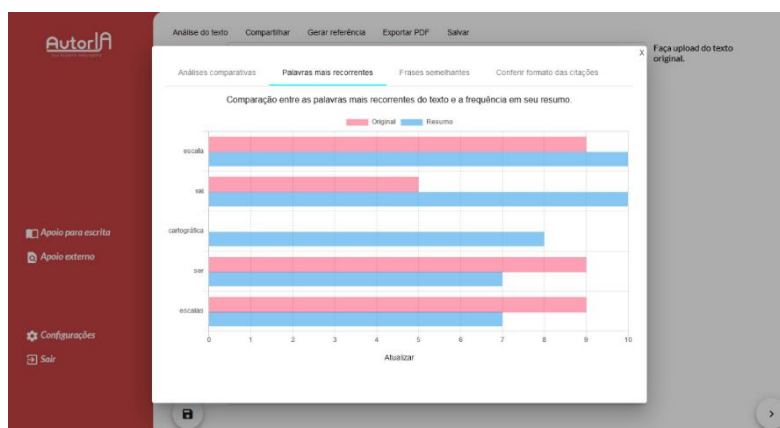 AutorIA
Análise do texto Compartilhar Gerar referência Exportar PDF Salvar
Faça upload do texto
original.
X
Análises comparativas Palavras mais recorrentes Frases semelhantes Conferir formato das citações
Comparação entre as palavras mais recorrentes do texto e a frequência em seu resumo.
Original Resumo
escala
cartográfica
ser
escalas
0 1 2 3 4 5 6 7 8 9 10
Atualizar
Apoio para escrita
Apoio externo
Configurações
Sair